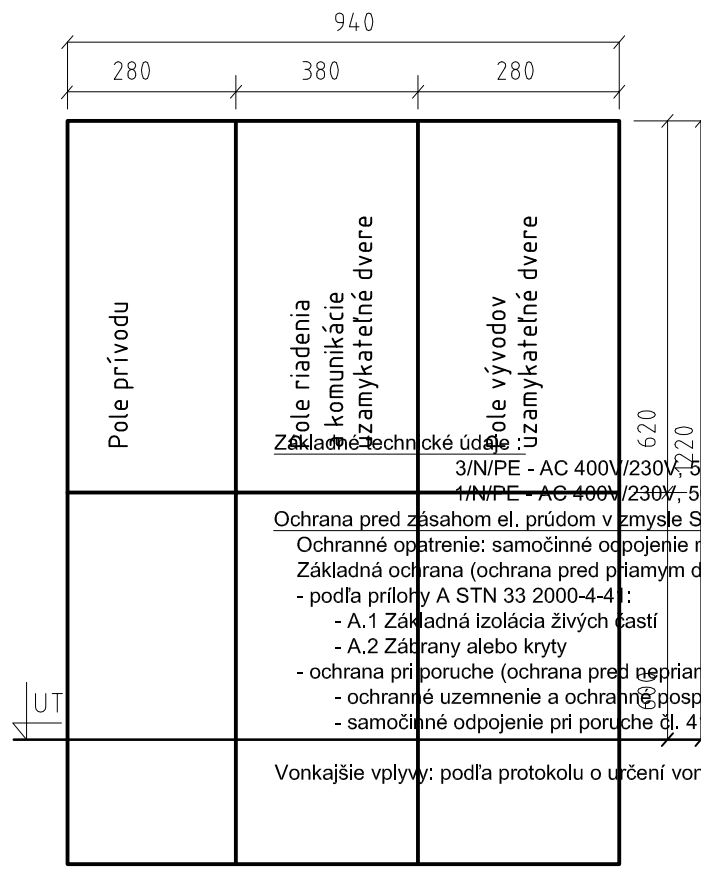 940
280
380
280
Pole prívodu
Pole riadenia
a komunikácie
uzamykateľné dvere
Pole vývodov
uzamykateľné dvere
620
1220
600
UT
Základné technické údaje :
3/N/PE - AC 400V/230V, 5
1/N/PE - AC 400V/230V, 5
Ochrana pred zásahom el. prúdom v zmysle S
Ochranné opatrenie: samočinné odpojenie
Základná ochrana (ochrana pred priamym d
- podľa prílohy A STN 33 2000-4-41:
- A.1 Základná izolácia živých častí
- A.2 Zábrany alebo kryty
- ochrana pri poruche (ochrana pred nepriam
- ochranné uzemnenie a ochranné posp
- samočinné odpojenie pri poruche čl. 41
Vonkajšie vplyvy: podľa protokolu o určení von